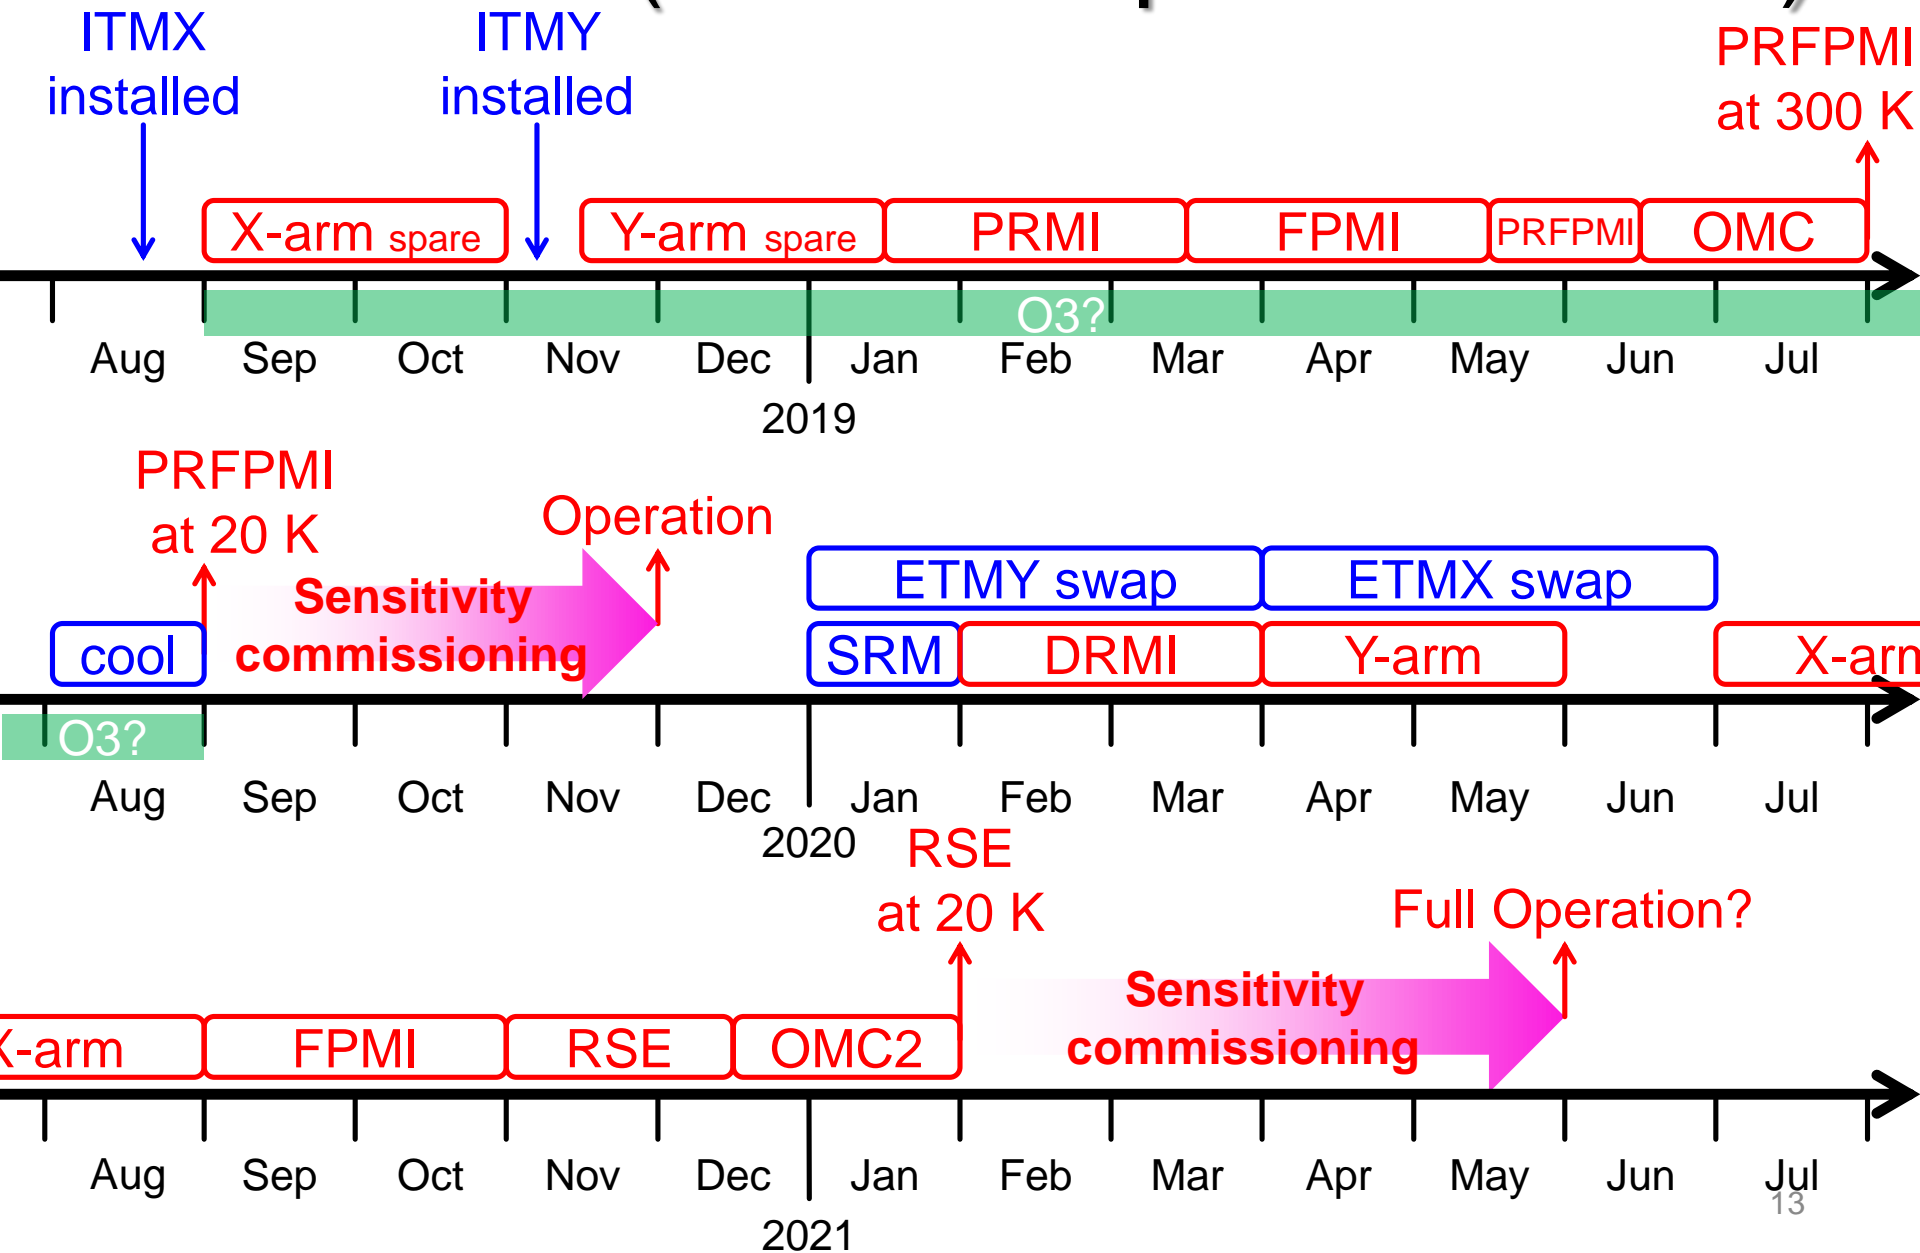 ITMX
installed
ITMY
installed
PRFPMI
at 300 K
X-arm spare
Y-arm spare
PRMI
FPMI
PRFPMI
OMC
O3?
Aug Sep Oct Nov Dec Jan Feb Mar Apr May Jun Jul
2019
PRFPMI
at 20 K
Operation
Sensitivity
commissioning
ETMY swap
ETMX swap
cool
SRM
DRMI
Y-arm
X-arm
O3?
Aug Sep Oct Nov Dec Jan Feb Mar Apr May Jun Jul
2020
RSE
at 20 K
Full Operation?
Sensitivity
commissioning
X-arm
FPMI
RSE
OMC2
Aug Sep Oct Nov Dec Jan Feb Mar Apr May Jun Jul
13
2021